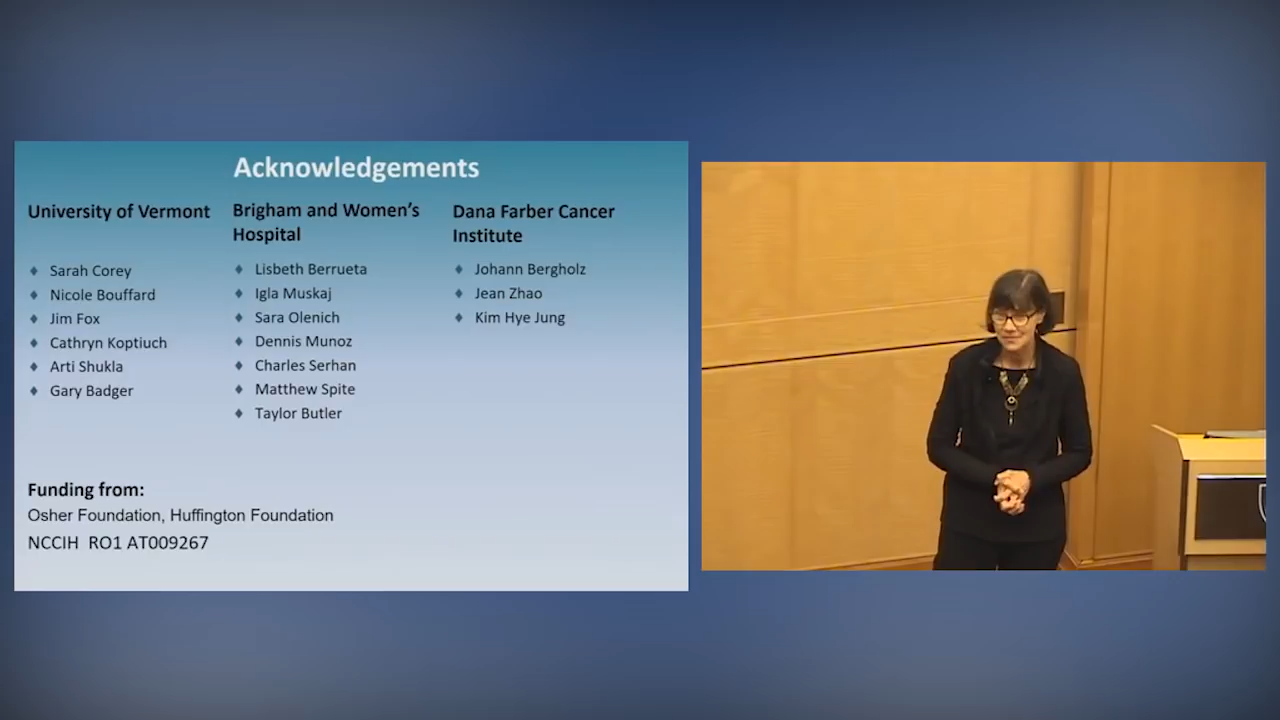 Acknowledgements
University of Vermont
Sarah Corey
Nicole Bouffard
Jim Fox
Cathryn Koptiuch
Arti Shukla
Gary Badger
Brigham and Women’s
Hospital
Lisbeth Berrueta
Igla Muskaj
Sara Olenich
Dennis Munoz
Charles Serhan
Matthew Spite
Taylor Butler
Dana Farber Cancer
Institute
Johann Bergholz
Jean Zhao
Kim Hye Jung
Funding from:
Osher Foundation, Huffington Foundation
NCCIH RO1 AT009267